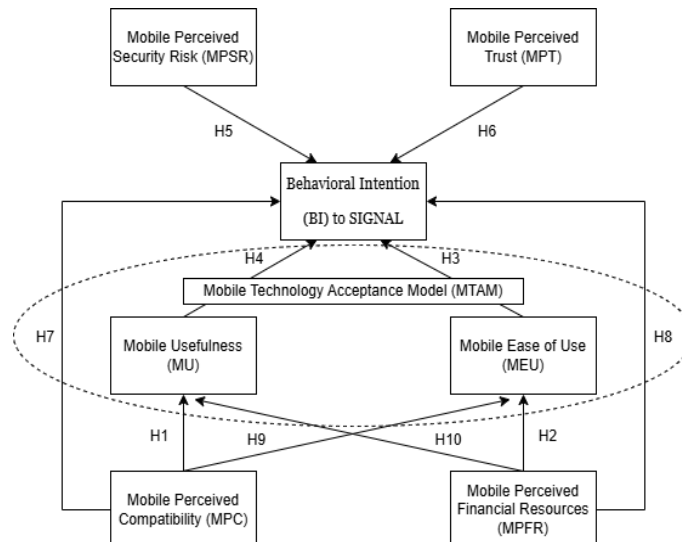 Mobile Perceived
Security Risk (MPSR)
Mobile Perceived
Trust (MPT)
H5
H6
Behavioral Intention
(BI) to SIGNAL
H4
H3
Mobile Technology Acceptance Model (MTAM)
H7
H8
Mobile Usefulness
(MU)
Mobile Ease of Use
(MEU)
H1
H9
H10
H2
Mobile Perceived
Compatibility (MPC)
Mobile Perceived
Financial Resources
(MPFR)